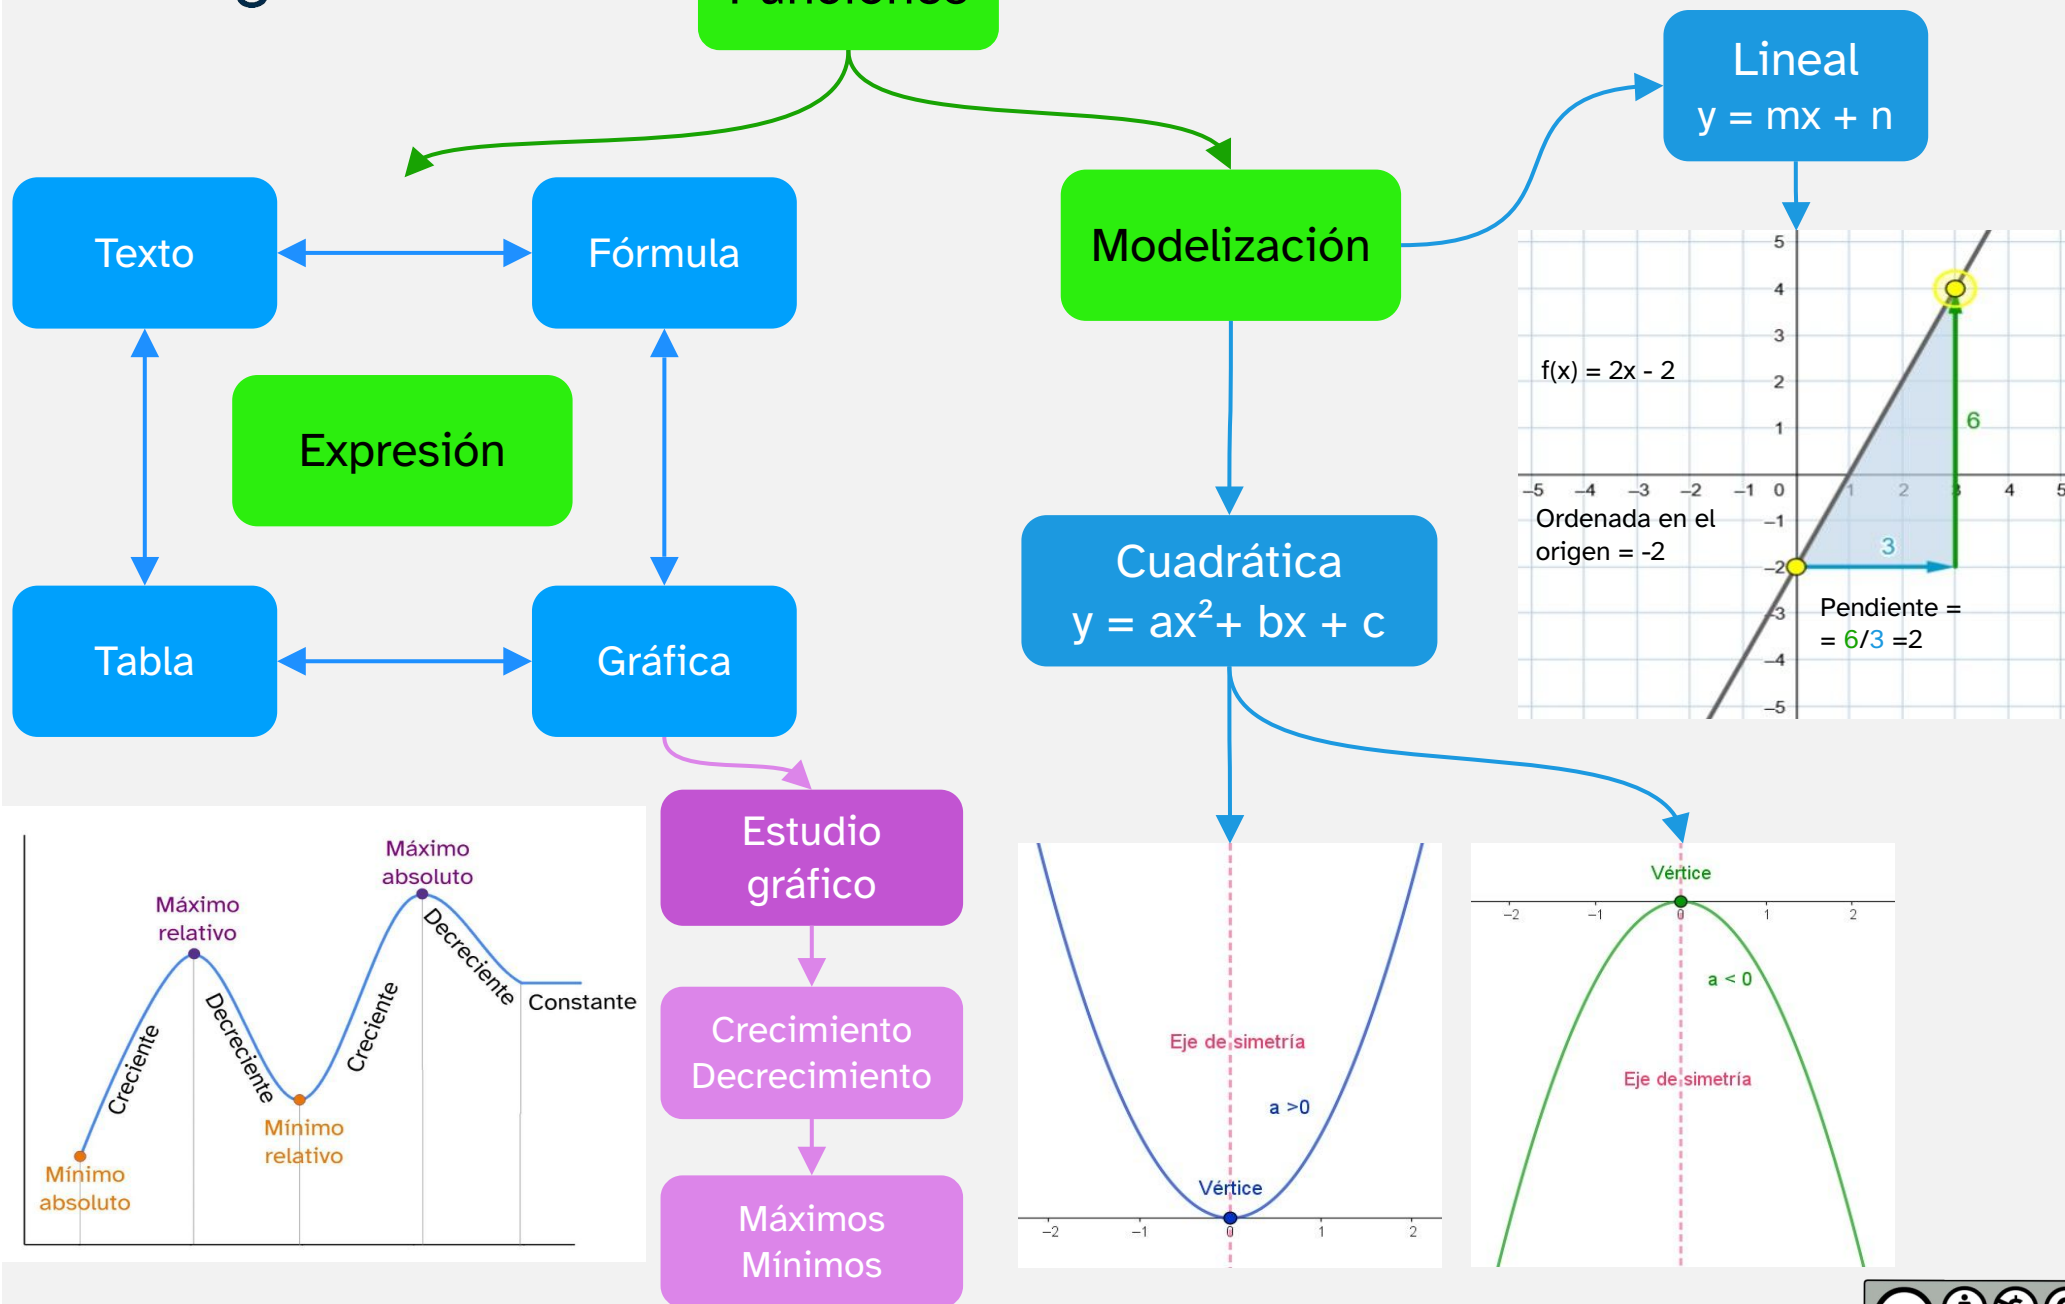 Funciones
Lineal
y = mx + n
Texto
Fórmula
Modelización
Expresión
Tabla
Gráfica
Cuadrática
y = ax²+ bx + c
5
4
3
2
1
f(x) = 2x - 2
6
–5 –4 –3 –2 –1 0 1 2 3 4 5
Ordenada en el
origen = -2
–1
–2
–3
–4
–5
3
Pendiente =
= 6/3 =2
Estudio
gráfico
Crecimiento
Decrecimiento
Máximos
Mínimos
Máximo
absoluto
Máximo
relativo
Creciente
Decreciente
Creciente
Decreciente
Constante
Mínimo
relativo
Mínimo
absoluto
Eje de simetría
a >0
Vértice
–2 –1 0 1 2
Vértice
–2 –1 0 1 2
a < 0
Eje de simetría